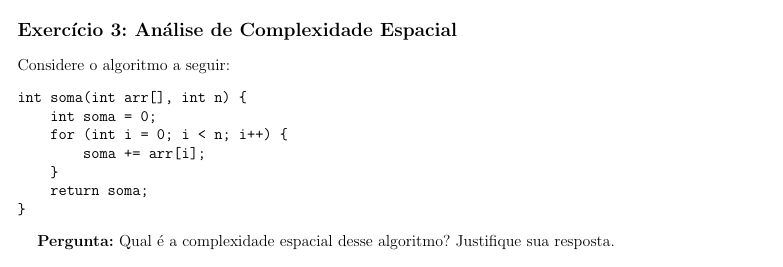 Exercício 3: Análise de Complexidade Espacial
Considere o algoritmo a seguir:
int soma(int arr[], int n) {
    int soma = 0;
    for (int i = 0; i < n; i++) {
        soma += arr[i];
    }
    return soma;
}
Pergunta: Qual é a complexidade espacial desse algoritmo? Justifique sua resposta.